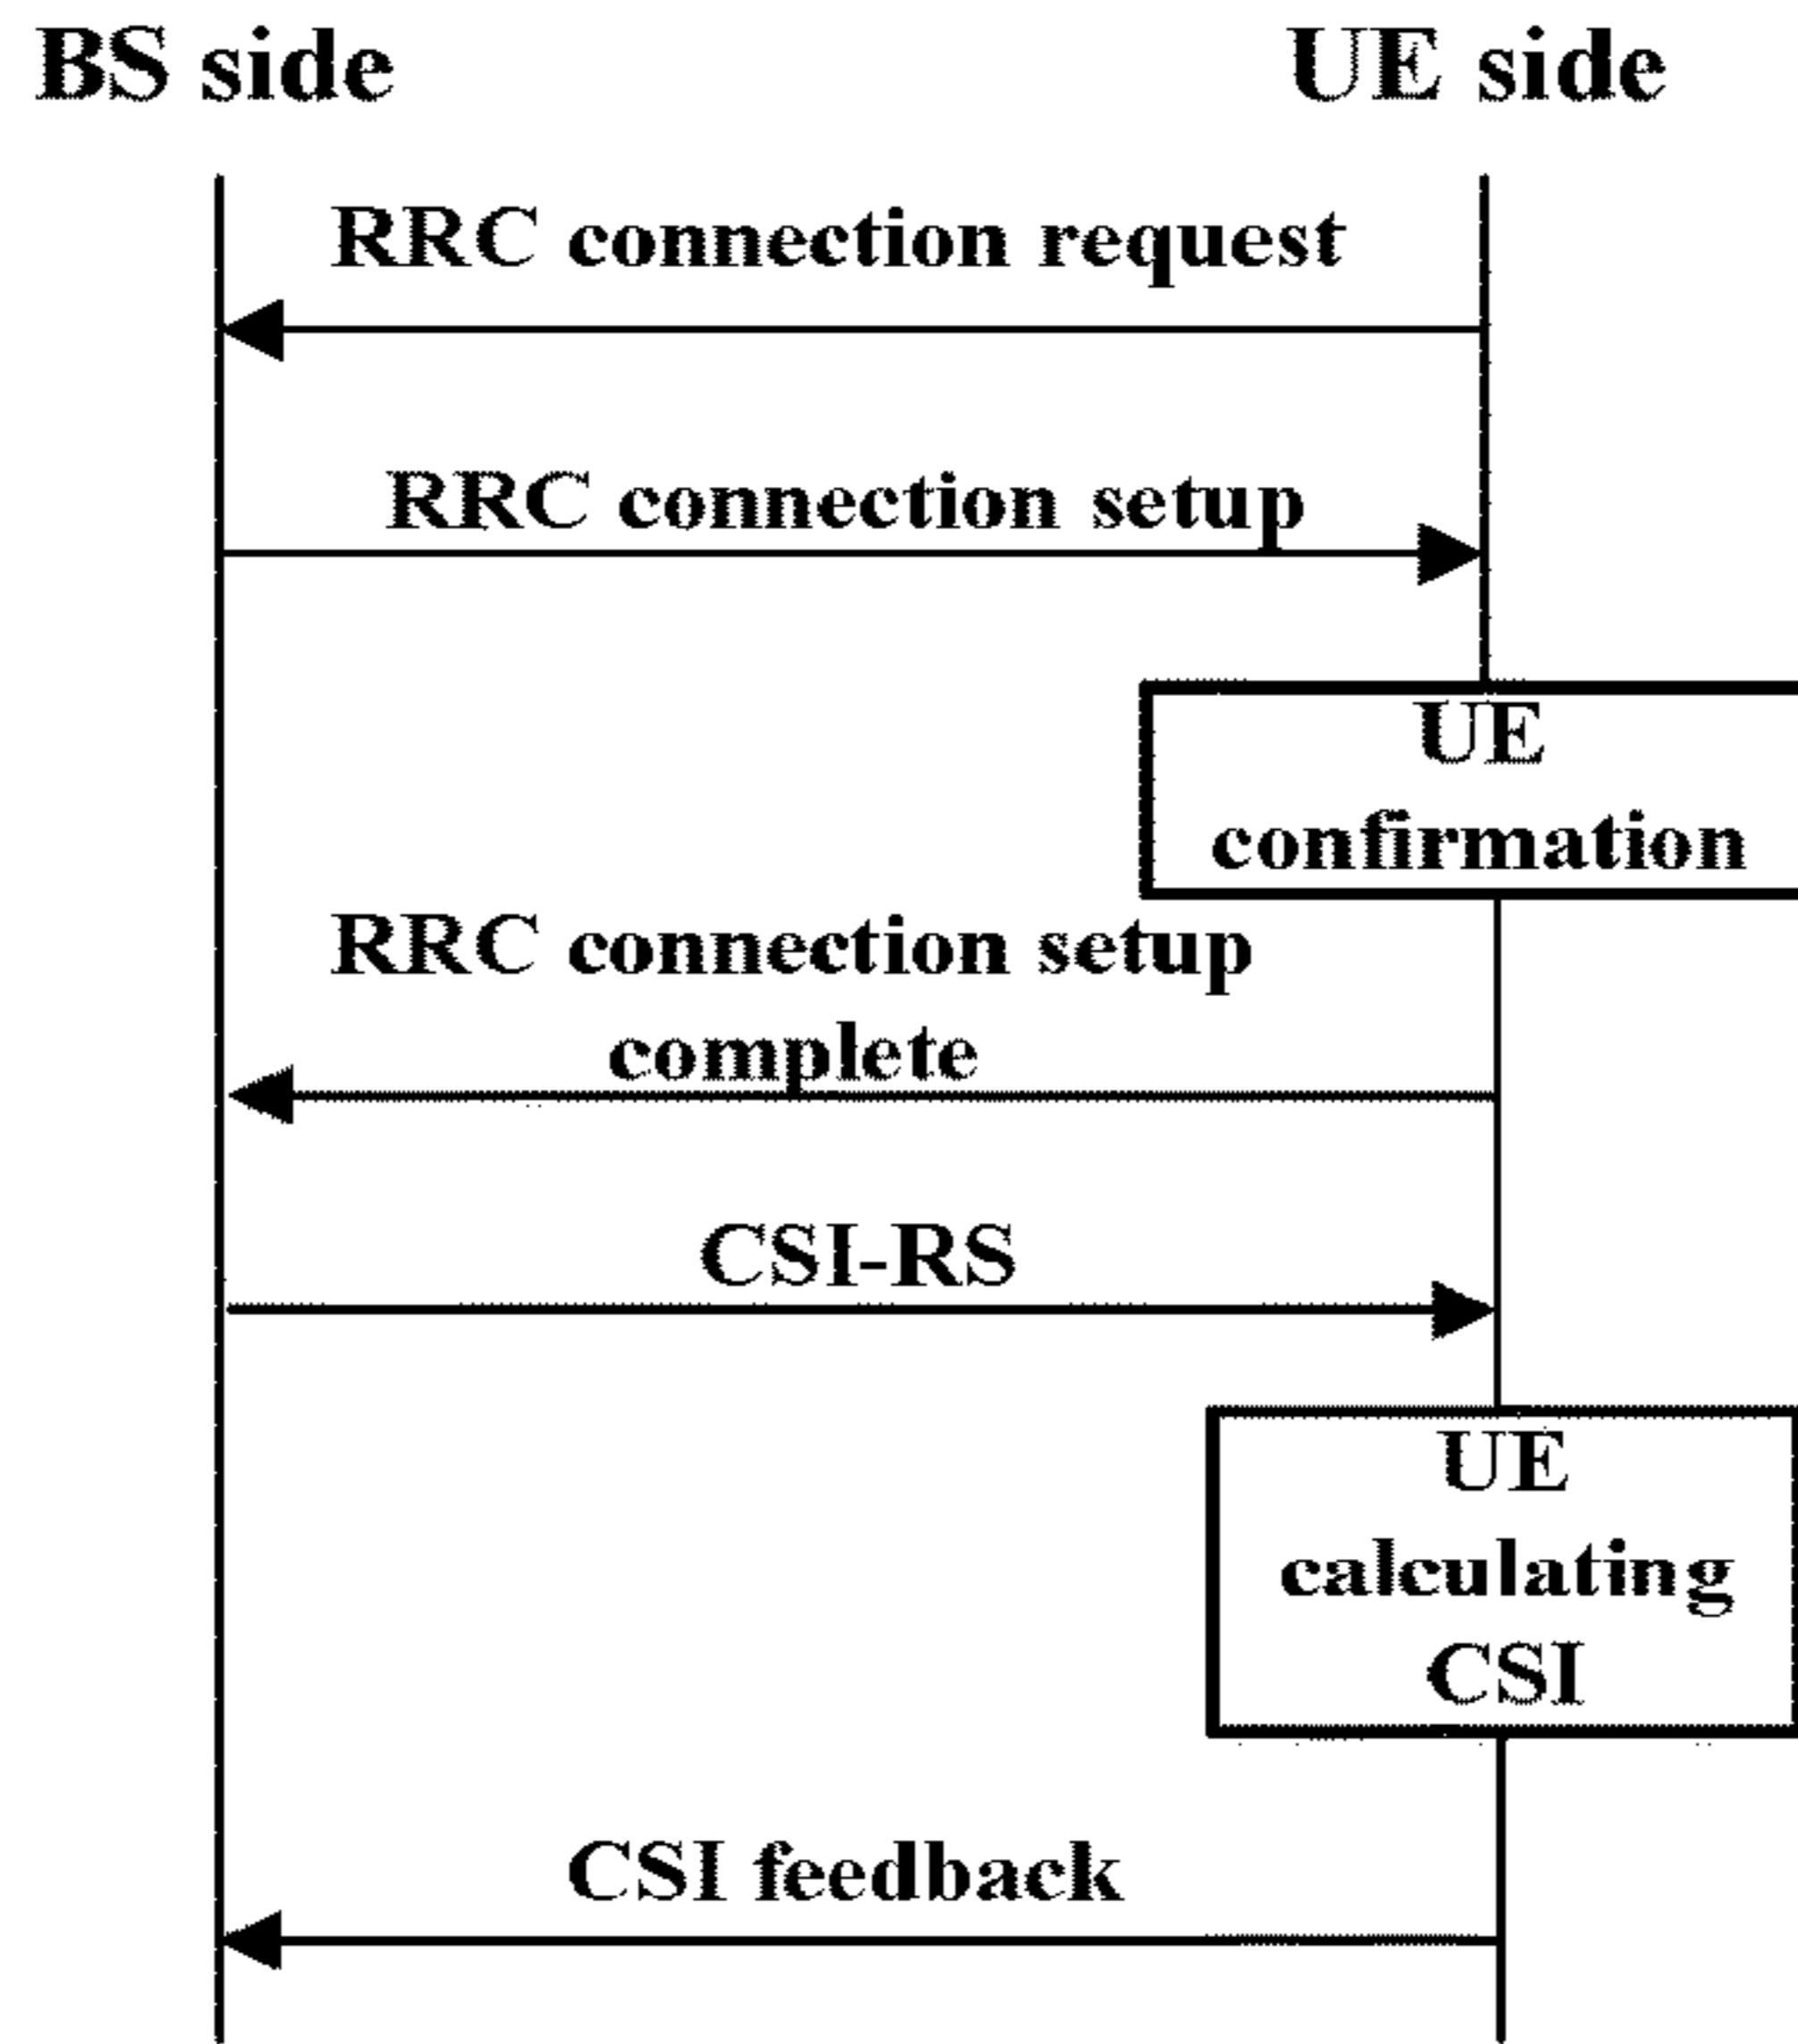 BS side
UE side
RRC connection request
RRC connection setup
UE
confirmation
RRC connection setup
complete
CSI-RS
UE
calculating
CSI
CSI feedback